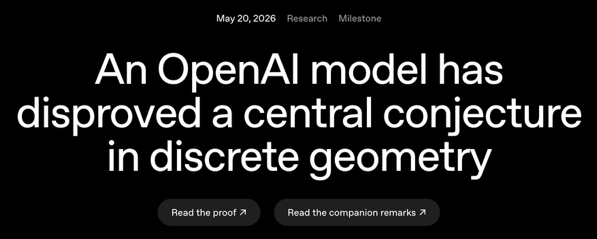 May 20, 2026 Research Milestone
An OpenAI model has
disproved a central conjecture
in discrete geometry
Read the proof ↗ Read the companion remarks ↗